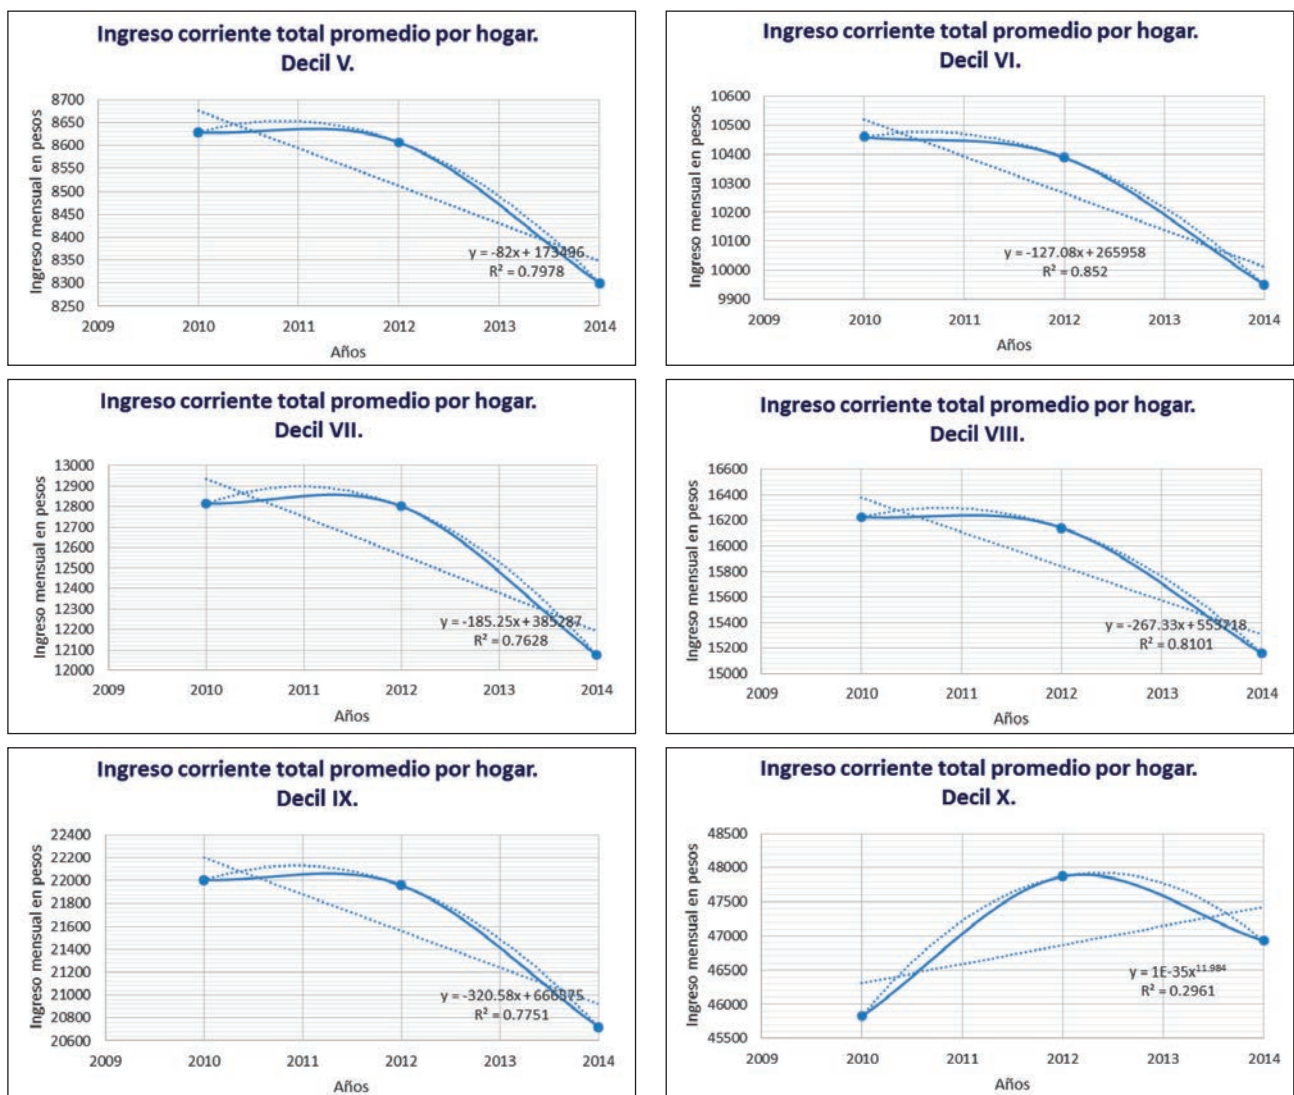 Ingreso corriente total promedio por hogar.
Decil V.
Ingreso mensual en pesos
8700
8650
8600
8550
8500
8450
8400
8350
8300
8250
y = -82x + 173496
R² = 0.7978
2009 2010 2011 2012 2013 2014
Años
Ingreso corriente total promedio por hogar.
Decil VI.
Ingreso mensual en pesos
10600
10500
10400
10300
10200
10100
10000
9900
y = -127.08x + 265958
R² = 0.852
2009 2010 2011 2012 2013 2014
Años
Ingreso corriente total promedio por hogar.
Decil VII.
Ingreso mensual en pesos
13000
12900
12800
12700
12600
12500
12400
12300
12200
12100
12000
y = -185.25x + 385287
R² = 0.7628
2009 2010 2011 2012 2013 2014
Años
Ingreso corriente total promedio por hogar.
Decil VIII.
Ingreso mensual en pesos
16600
16400
16200
16000
15800
15600
15400
15200
15000
y = -267.33x + 553718
R² = 0.8101
2009 2010 2011 2012 2013 2014
Años
Ingreso corriente total promedio por hogar.
Decil IX.
Ingreso mensual en pesos
22400
22200
22000
21800
21600
21400
21200
21000
20800
20600
y = -320.58x + 666375
R² = 0.7751
2009 2010 2011 2012 2013 2014
Años
Ingreso corriente total promedio por hogar.
Decil X.
Ingreso mensual en pesos
48500
48000
47500
47000
46500
46000
45500
y = 1E-35x¹¹·⁹⁸⁴
R² = 0.2961
2009 2010 2011 2012 2013 2014
Años